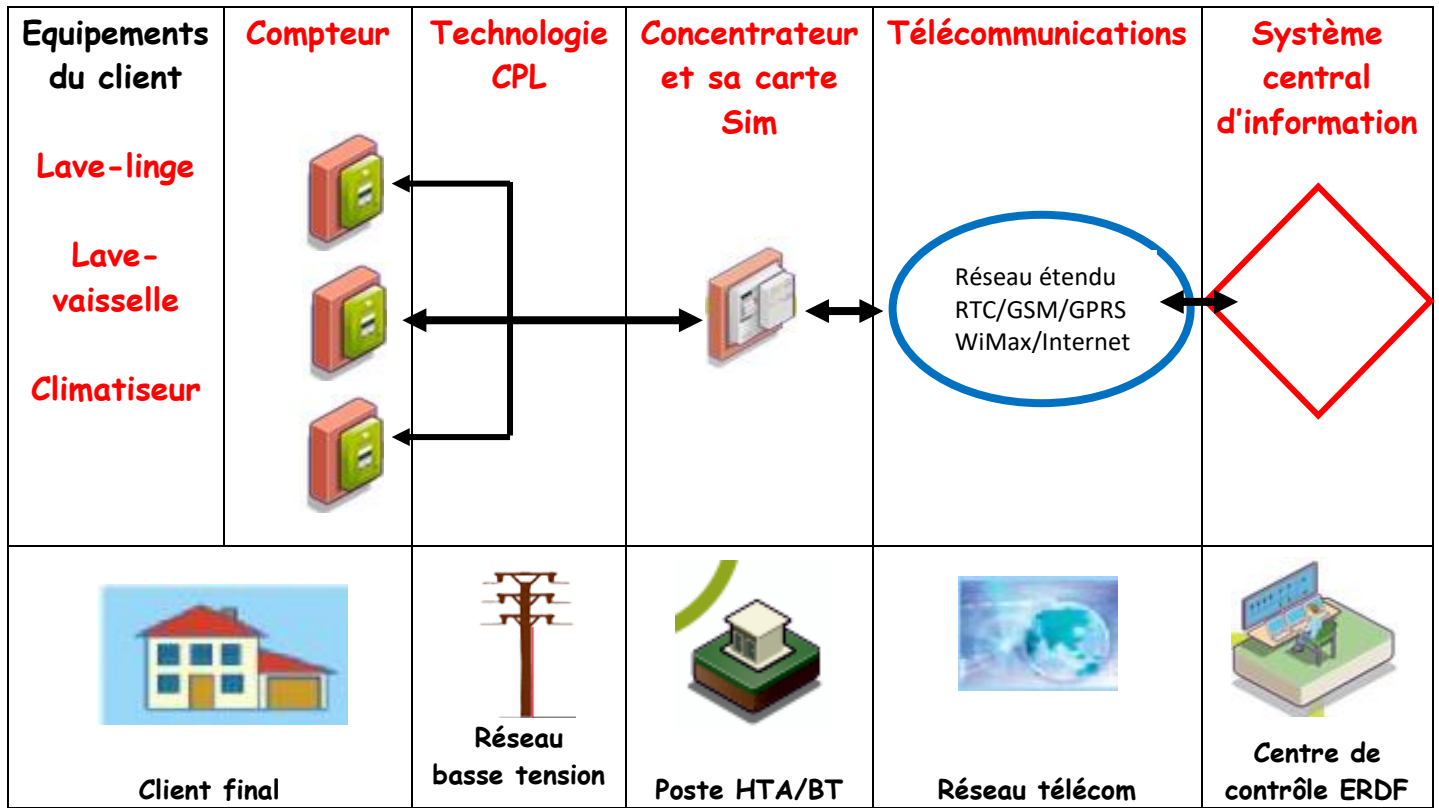 Equipements
du client
Lave-linge
Lave-
vaisselle
Climatiseur
Compteur
Technologie
CPL
Concentrateur
et sa carte
Sim
Télécommunications
Réseau étendu
RTC/GSM/GPRS
WiMax/Internet
Système
central
d'information
Client final
Réseau
basse tension
Poste HTA/BT
Réseau télécom
Centre de
contrôle ERDF